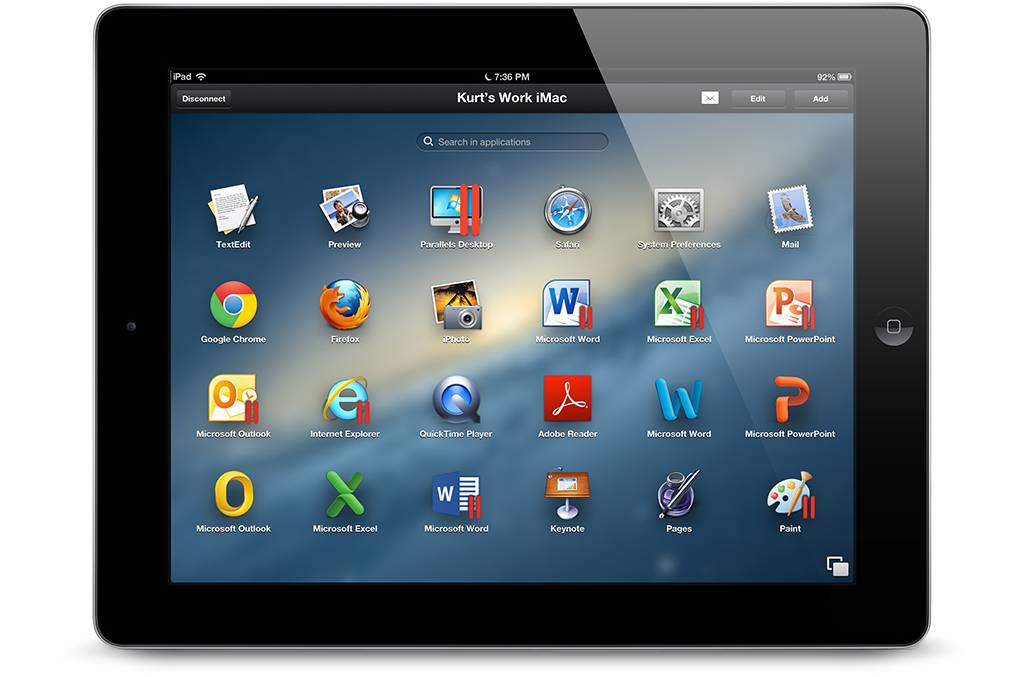 iPad 7:36 PM 92%
Disconnect Kurt's Work iMac Edit Add
Search in applications
TextEdit Preview Parallels Desktop Safari System Preferences Mail
Google Chrome Firefox iPhoto Microsoft Word Microsoft Excel Microsoft PowerPoint
Microsoft Outlook Internet Explorer QuickTime Player Adobe Reader Microsoft Word Microsoft PowerPoint
Microsoft Outlook Microsoft Excel Microsoft Word Keynote Pages Paint